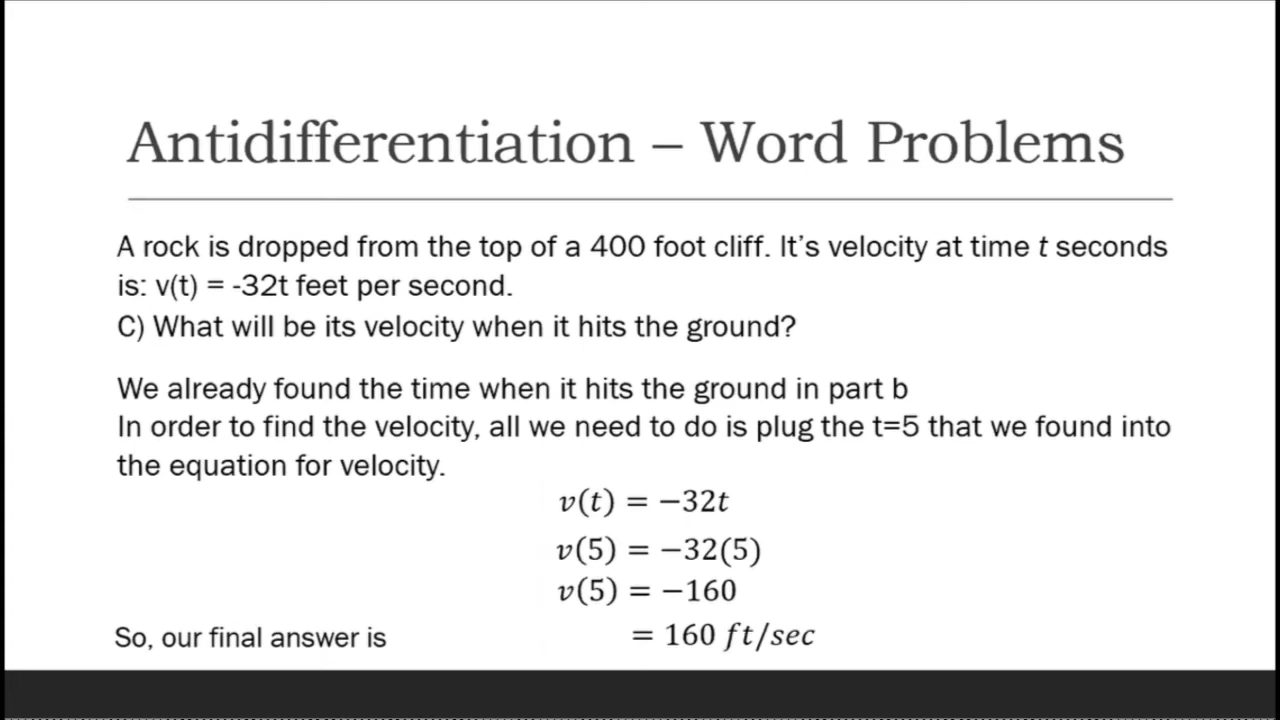 Antidifferentiation – Word Problems
A rock is dropped from the top of a 400 foot cliff. It’s velocity at time t seconds
is: v(t) = -32t feet per second.
C) What will be its velocity when it hits the ground?
We already found the time when it hits the ground in part b
In order to find the velocity, all we need to do is plug the t=5 that we found into
the equation for velocity.
v(t) = −32t
v(5) = −32(5)
v(5) = −160
So, our final answer is = 160 ft/sec